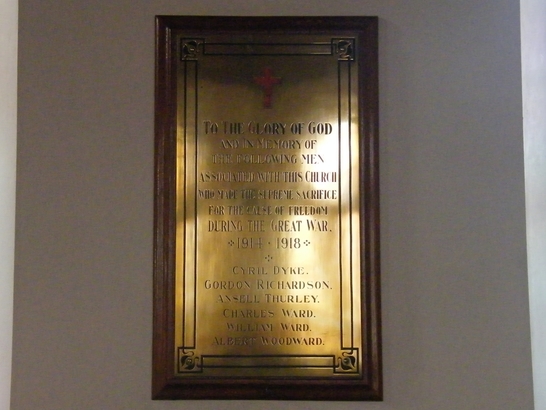 TO THE GLORY OF GOD
AND IN MEMORY OF
THE FOLLOWING MEN
ASSOCIATED WITH THIS CHURCH
WHO MADE THE SUPREME SACRIFICE
FOR THE CAUSE OF FREEDOM
DURING THE GREAT WAR.
1914 - 1918
CYRIL DYKE.
GORDON RICHARDSON.
ANSELL THURLEY.
CHARLES WARD.
WILLIAM WARD.
ALBERT WOODWARD.